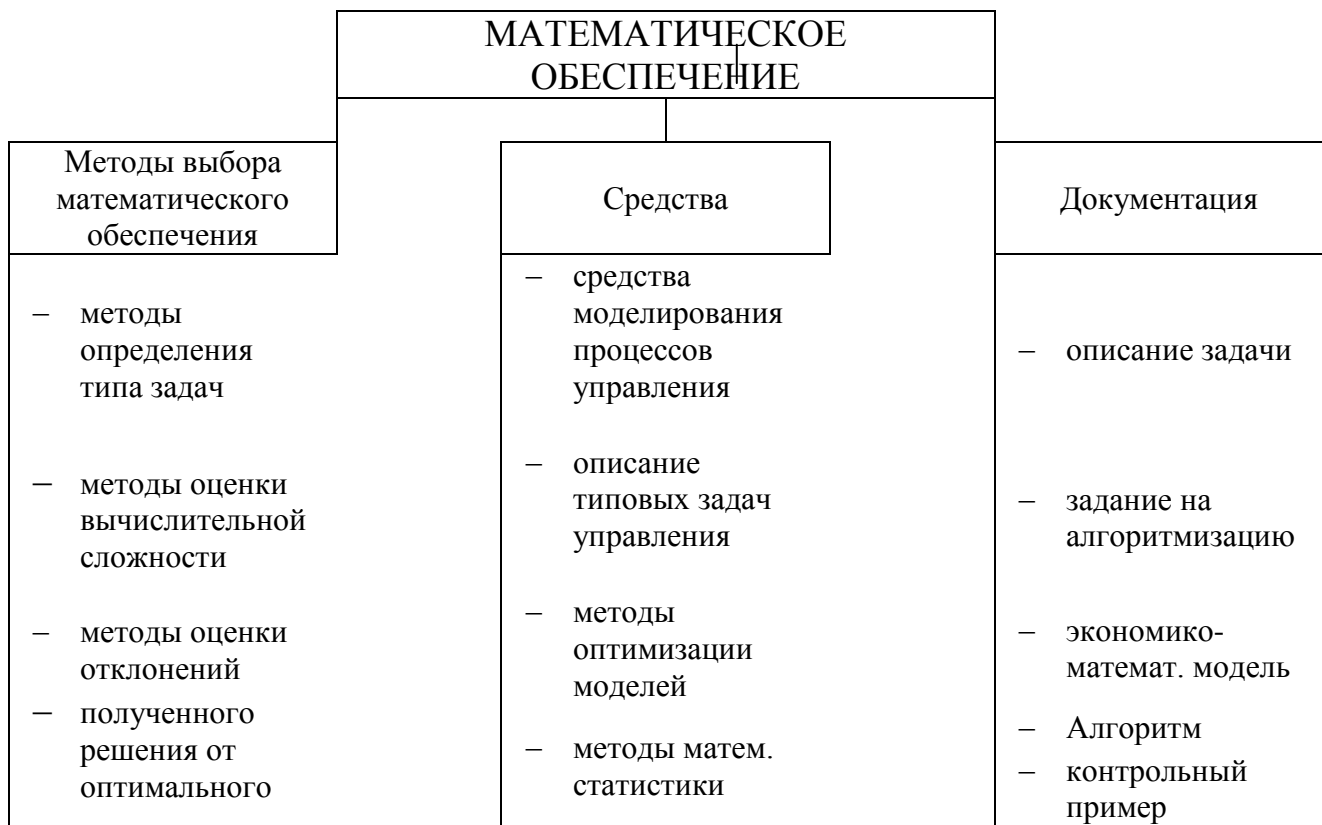 МАТЕМАТИЧЕСКОЕ
ОБЕСПЕЧЕНИЕ
Методы выбора
математического
обеспечения
– методы
определения
типа задач
– методы оценки
вычислительной
сложности
– методы оценки
отклонений
– полученного
решения от
оптимального
Средства
– средства
моделирования
процессов
управления
– описание
типовых задач
управления
– методы
оптимизации
моделей
– методы матем.
статистики
Документация
– описание задачи
– задание на
алгоритмизацию
– экономико-
математ. модель
– Алгоритм
– контрольный
пример